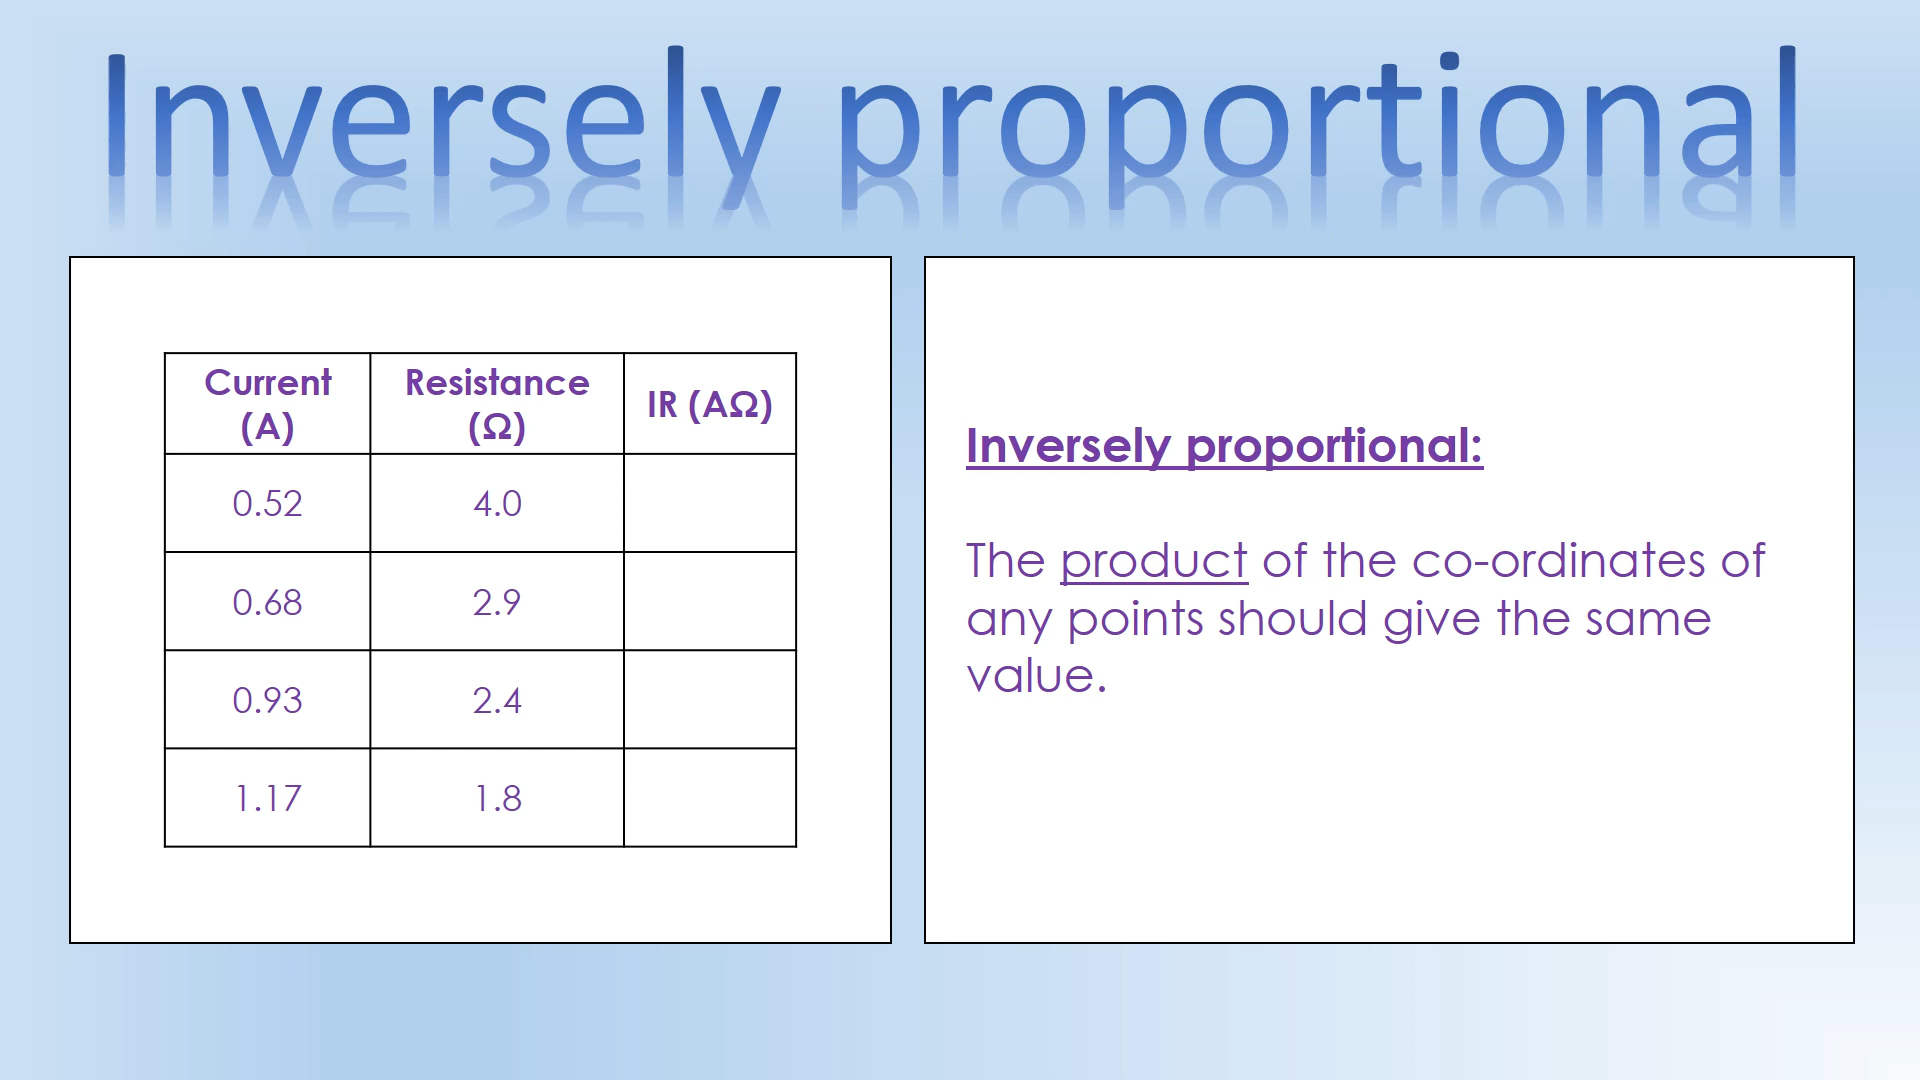 Inversely proportional
Current (A) Resistance (Ω) IR (AΩ)
0.52 4.0
0.68 2.9
0.93 2.4
1.17 1.8
Inversely proportional:
The product of the co-ordinates of
any points should give the same
value.